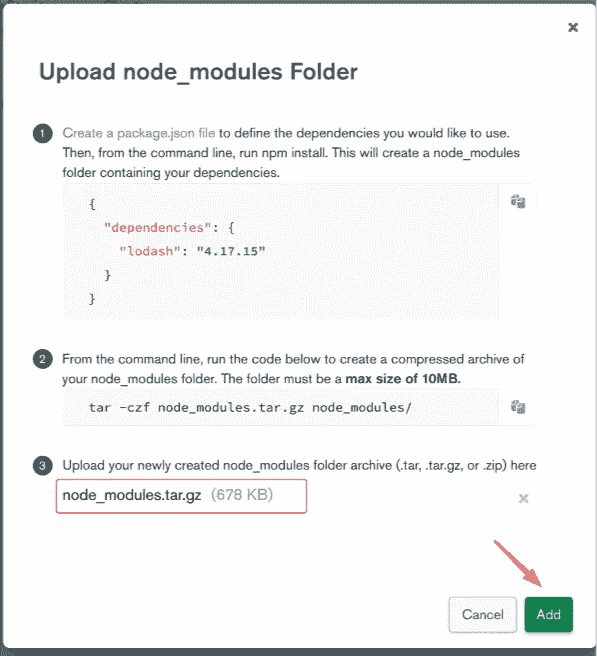 Upload node_modules Folder
1 Create a package.json file to define the dependencies you would like to use.
Then, from the command line, run npm install. This will create a node_modules
folder containing your dependencies.
{
"dependencies": {
"lodash": "4.17.15"
}
}
2 From the command line, run the code below to create a compressed archive of
your node_modules folder. The folder must be a max size of 10MB.
tar -czf node_modules.tar.gz node_modules/
3 Upload your newly created node_modules folder archive (.tar, .tar.gz, or .zip) here
node_modules.tar.gz (678 KB)
Cancel Add